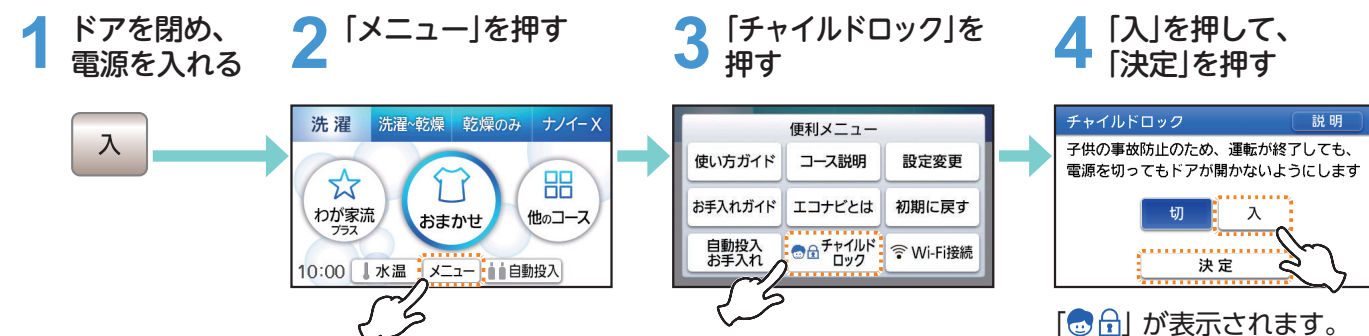 1 ドアを閉め、
電源を入れる
入
2 「メニュー」を押す
洗濯 洗濯~乾燥 乾燥のみ ナノイーX
わが家流
プラス
おまかせ
他のコース
10:00 水温 メニュー 自動投入
3 「チャイルドロック」を
押す
便利メニュー
使い方ガイド コース説明 設定変更
お手入れガイド エコナビとは 初期に戻す
自動投入
お手入れ
チャイルド
ロック
Wi-Fi接続
4 「入」を押して、
「決定」を押す
チャイルドロック 説明
子供の事故防止のため、運転が終了しても、
電源を切ってもドアが開かないようにします
切 入
決定
「 」が表示されます。